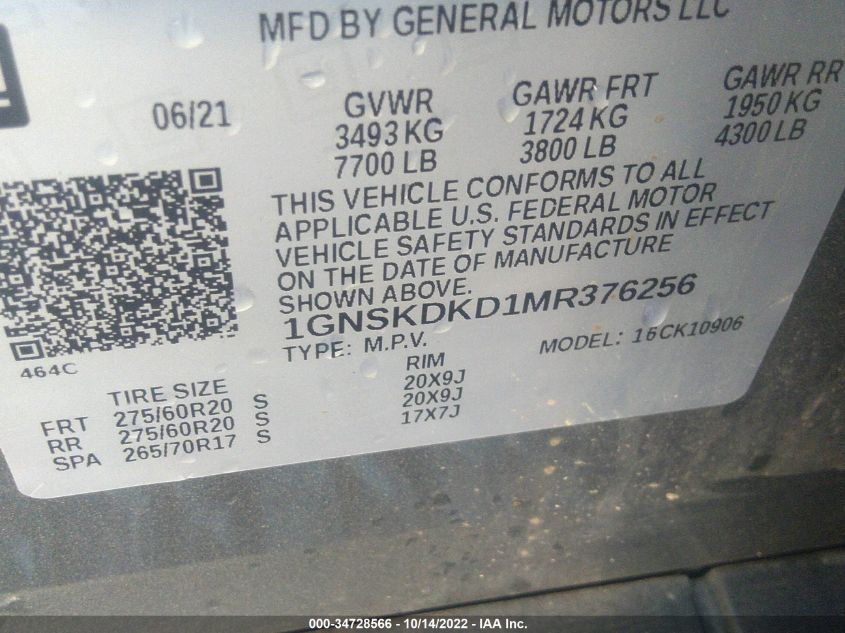 MFD BY GENERAL MOTORS LLC
06/21
GVWR
3493 KG
7700 LB
GAWR FRT
1724 KG
3800 LB
GAWR RR
1950 KG
4300 LB
THIS VEHICLE CONFORMS TO ALL
APPLICABLE U.S. FEDERAL MOTOR
VEHICLE SAFETY STANDARDS IN EFFECT
ON THE DATE OF MANUFACTURE
SHOWN ABOVE.
1GNSKDKD1MR376256
TYPE: M.P.V.
MODEL: 16CK10906
464C
TIRE SIZE RIM
FRT 275/60R20 S 20X9J
RR 275/60R20 S 20X9J
SPA 265/70R17 S 17X7J
000-34728566 - 10/14/2022 - IAA Inc.